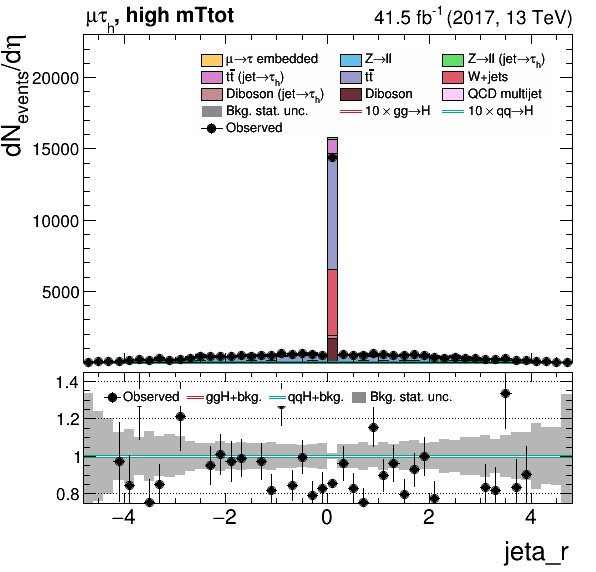 μτh, high mTtot
41.5 fb-1 (2017, 13 TeV)
dNevents/dη
μ→τ embedded
Z→ll
Z→ll (jet→τh)
tt̄ (jet→τh)
tt̄
W+jets
Diboson (jet→τh)
Diboson
QCD multijet
Bkg. stat. unc.
10 × gg→H
10 × qq→H
Observed
20000
15000
10000
5000
1.4
1.2
1
0.8
Observed
ggH+bkg.
qqH+bkg.
Bkg. stat. unc.
−4
−2
0
2
4
jeta_r